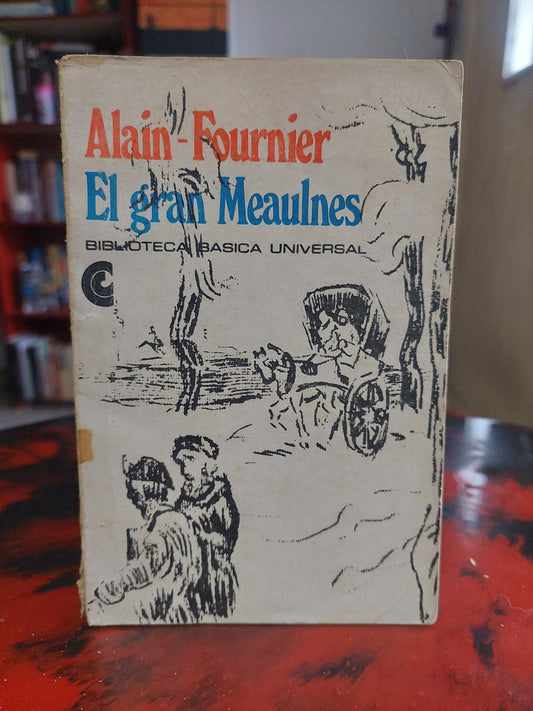 Alain-Fournier
El gran Meaulnes
BIBLIOTECA BASICA UNIVERSAL